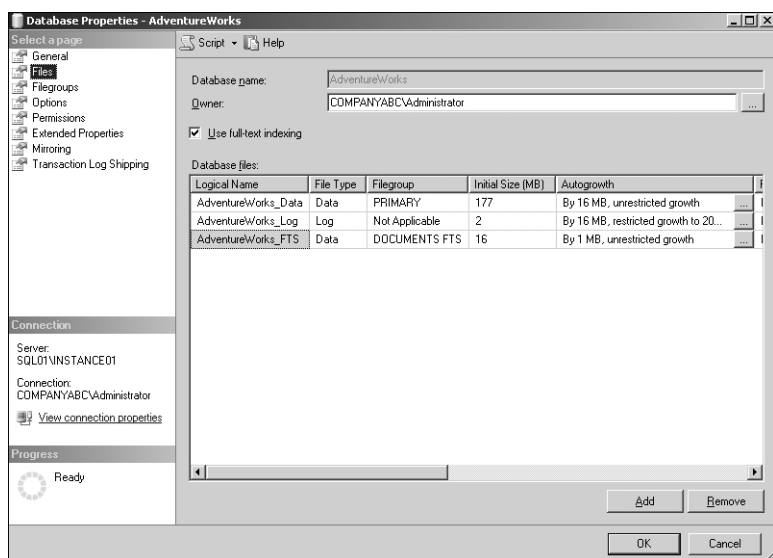 Database Properties - AdventureWorks
Select a page
General
Files
Filegroups
Options
Permissions
Extended Properties
Mirroring
Transaction Log Shipping
Script Help
Database name: AdventureWorks
Owner: COMPANYABC\Administrator ...
Use full-text indexing
Database files:
Logical Name File Type Filegroup Initial Size (MB) Autogrowth
AdventureWorks_Data Data PRIMARY 177 By 16 MB, unrestricted growth ...
AdventureWorks_Log Log Not Applicable 2 By 16 MB, restricted growth to 20... ...
AdventureWorks_FTS Data DOCUMENTS FTS 16 By 1 MB, unrestricted growth ...
Connection
Server:
SQL01\INSTANCE01
Connection:
COMPANYABC\Administrator
View connection properties
Progress
Ready
Add Remove
OK Cancel